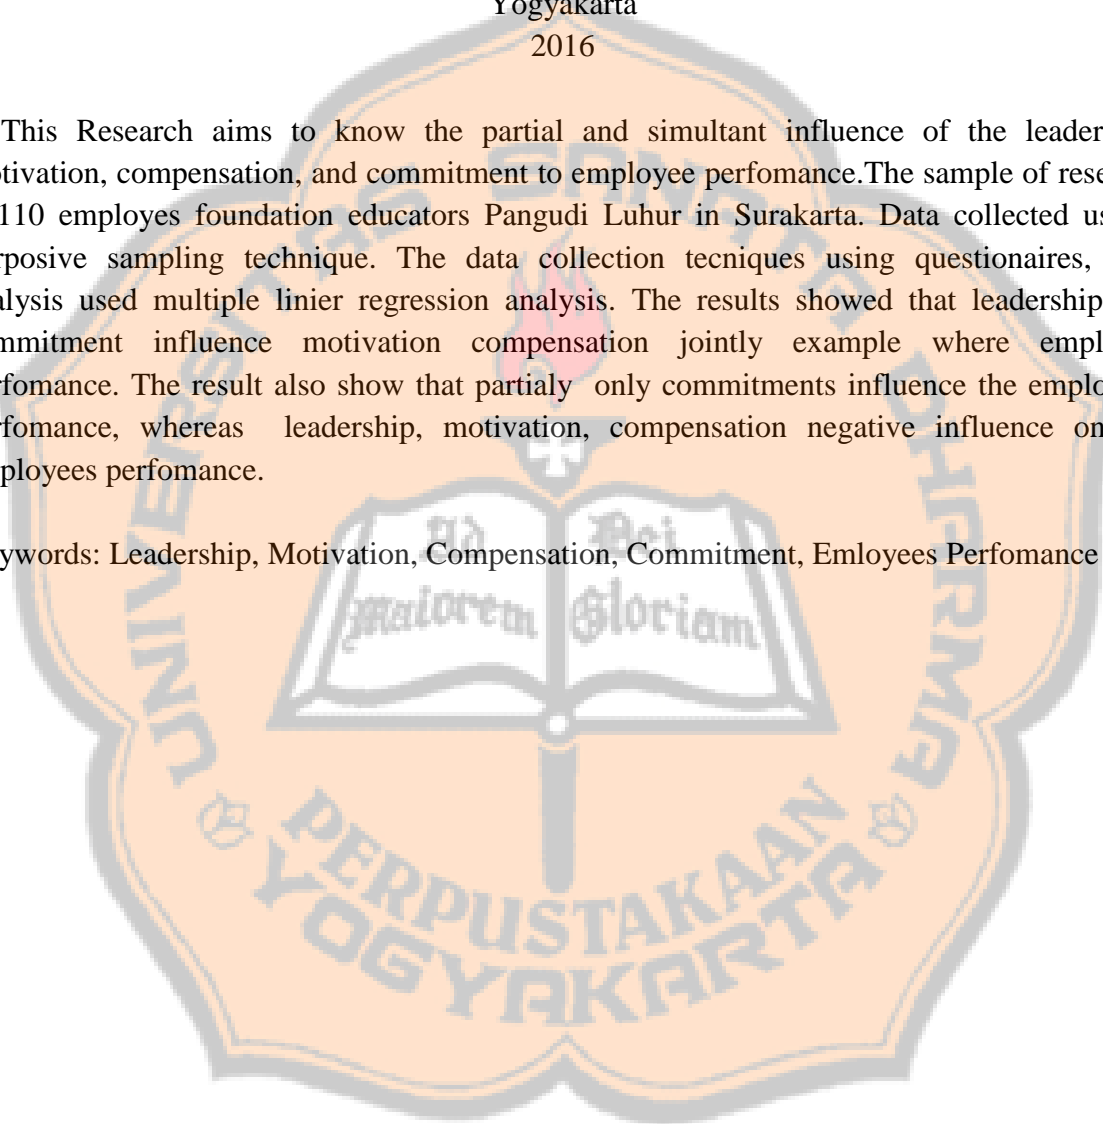 Yogyakarta
2016
This Research aims to know the partial and simultant influence of the leader
tivation, compensation, and commitment to employee perfomance.The sample of rese
110 employes foundation educators Pangudi Luhur in Surakarta. Data collected us
rposive sampling technique. The data collection tecniques using questionaires,
alysis used multiple linier regression analysis. The results showed that leadership
mmitment influence motivation compensation jointly example where empl
rfomance. The result also show that partialy only commitments influence the emplo
rfomance, whereas leadership, motivation, compensation negative influence on
ployees perfomance.
ywords: Leadership, Motivation, Compensation, Commitment, Emloyees Perfomance
UNIVERSITAS SANATA DHARMA
Ad Dei
Maiorem Gloriam
PERPUSTAKAAN
YOGYAKARTA